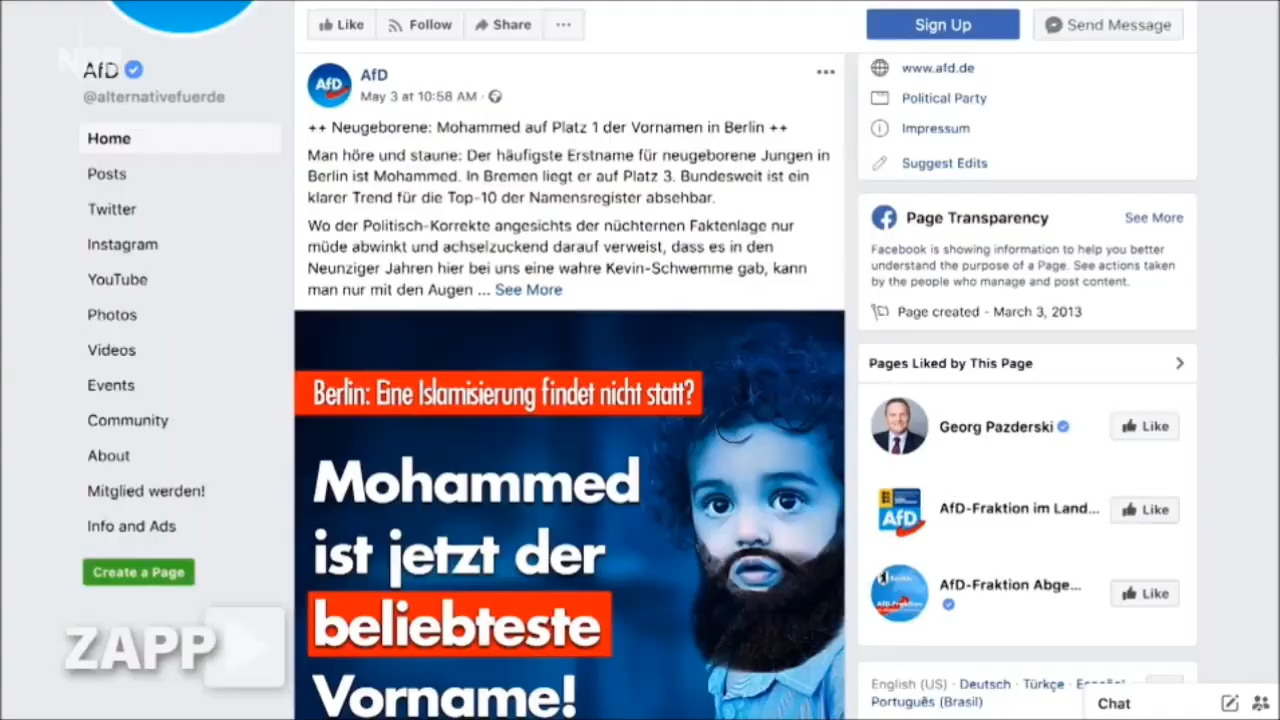 Like
Follow
Share
Sign Up
Send Message
NDR
AfD
@alternativefuerde
Home
Posts
Twitter
Instagram
YouTube
Photos
Videos
Events
Community
About
Mitglied werden!
Info and Ads
Create a Page
ZAPP
AfD
AfD
May 3 at 10:58 AM ·
++ Neugeborene: Mohammed auf Platz 1 der Vornamen in Berlin ++
Man höre und staune: Der häufigste Erstname für neugeborene Jungen in
Berlin ist Mohammed. In Bremen liegt er auf Platz 3. Bundesweit ist ein
klarer Trend für die Top-10 der Namensregister absehbar.
Wo der Politisch-Korrekte angesichts der nüchternen Faktenlage nur
müde abwinkt und achselzuckend darauf verweist, dass es in den
Neunziger Jahren hier bei uns eine wahre Kevin-Schwemme gab, kann
man nur mit den Augen ... See More
Berlin: Eine Islamisierung findet nicht statt?
Mohammed
ist jetzt der
beliebteste
Vorname!
www.afd.de
Political Party
Impressum
Suggest Edits
Page Transparency
See More
Facebook is showing information to help you better
understand the purpose of a Page. See actions taken
by the people who manage and post content.
Page created - March 3, 2013
Pages Liked by This Page
Georg Pazderski
Like
AfD
AfD-Fraktion im Land...
Like
Berlin
AfD-Fraktion
AfD-Fraktion Abge...
Like
English (US) · Deutsch · Türkçe · Español
Português (Brasil)
Chat